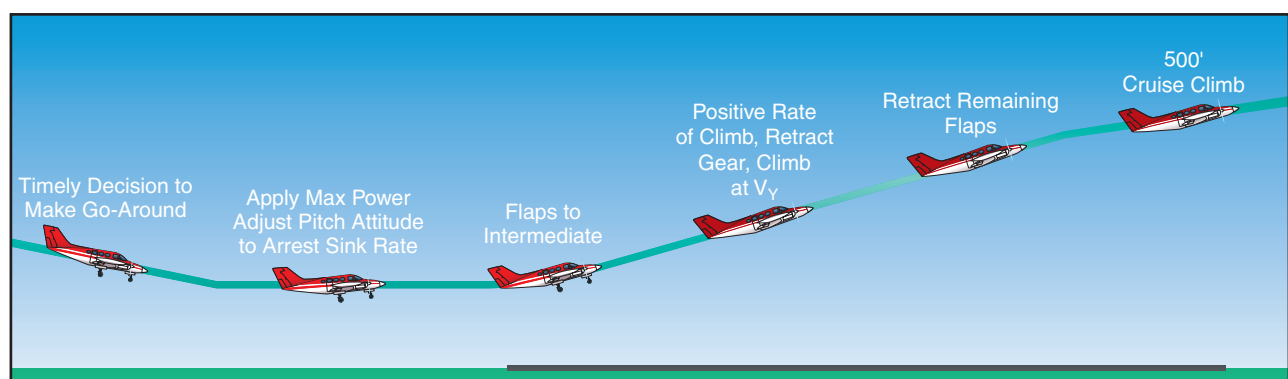 Timely Decision to
Make Go-Around
Apply Max Power
Adjust Pitch Attitude
to Arrest Sink Rate
Flaps to
Intermediate
Positive Rate
of Climb, Retract
Gear, Climb
at VY
Retract Remaining
Flaps
500'
Cruise Climb